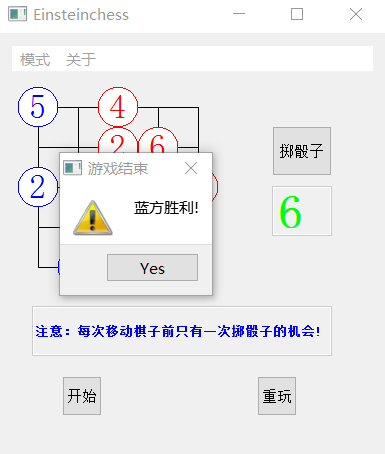 Einsteinchess
模式 关于
5 4
2 6
掷骰子
游戏结束
2
蓝方胜利!
6
Yes
注意：每次移动棋子前只有一次掷骰子的机会!
开始 重玩